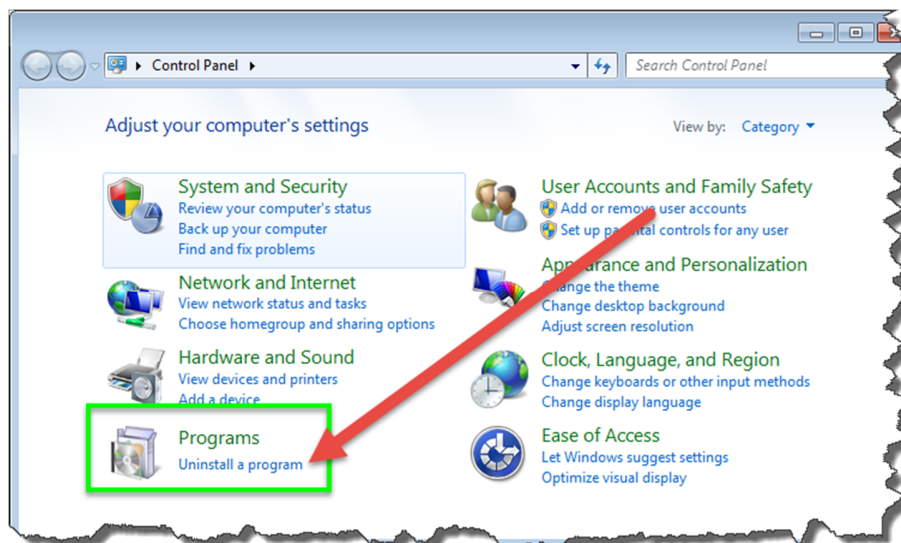 Control Panel
Search Control Panel
Adjust your computer's settings
View by: Category
System and Security
Review your computer's status
Back up your computer
Find and fix problems
Network and Internet
View network status and tasks
Choose homegroup and sharing options
Hardware and Sound
View devices and printers
Add a device
Programs
Uninstall a program
User Accounts and Family Safety
Add or remove user accounts
Set up parental controls for any user
Appearance and Personalization
Change the theme
Change desktop background
Adjust screen resolution
Clock, Language, and Region
Change keyboards or other input methods
Change display language
Ease of Access
Let Windows suggest settings
Optimize visual display